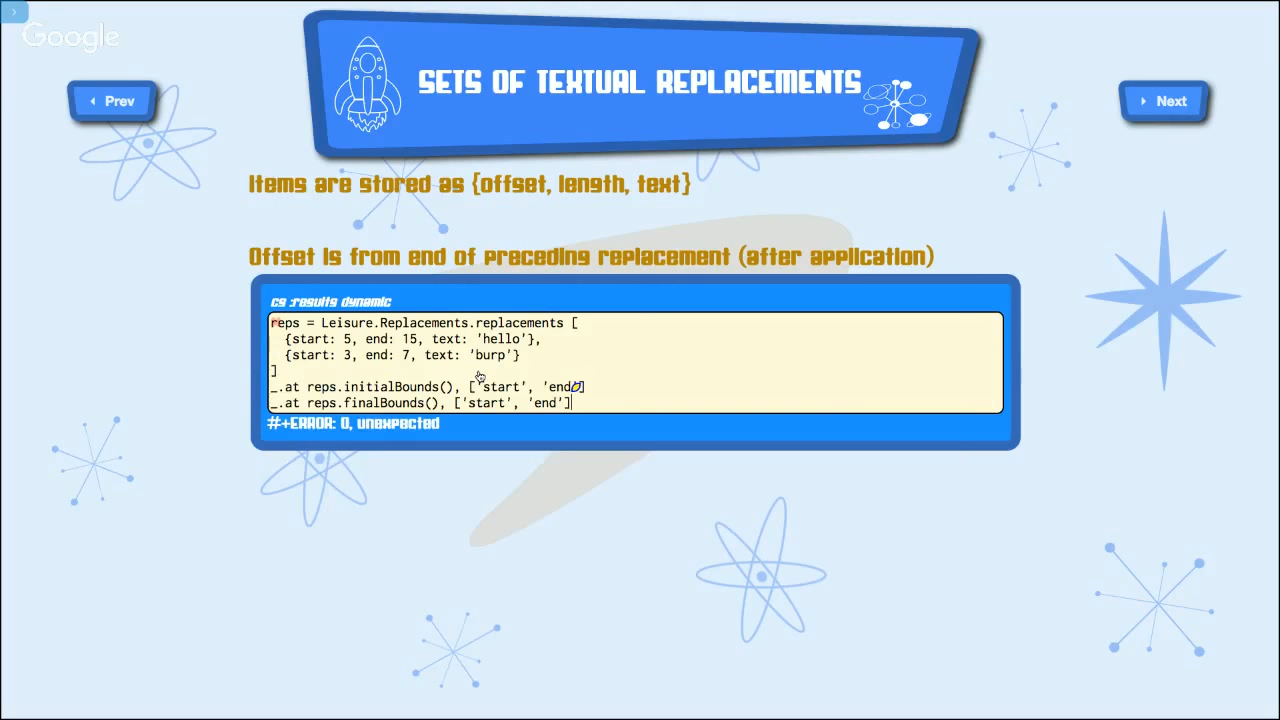 Google
SETS OF TEXTUAL REPLACEMENTS
Prev
Next
Items are stored as {offset, length, text}
Offset is from end of preceding replacement (after application)
cs :results dynamic
reps = Leisure.Replacements.replacements [
{start: 5, end: 15, text: 'hello'},
{start: 3, end: 7, text: 'burp'}
]
_.at reps.initialBounds(), ['start', 'end']
_.at reps.finalBounds(), ['start', 'end']
#+ERROR: 0, unexpected